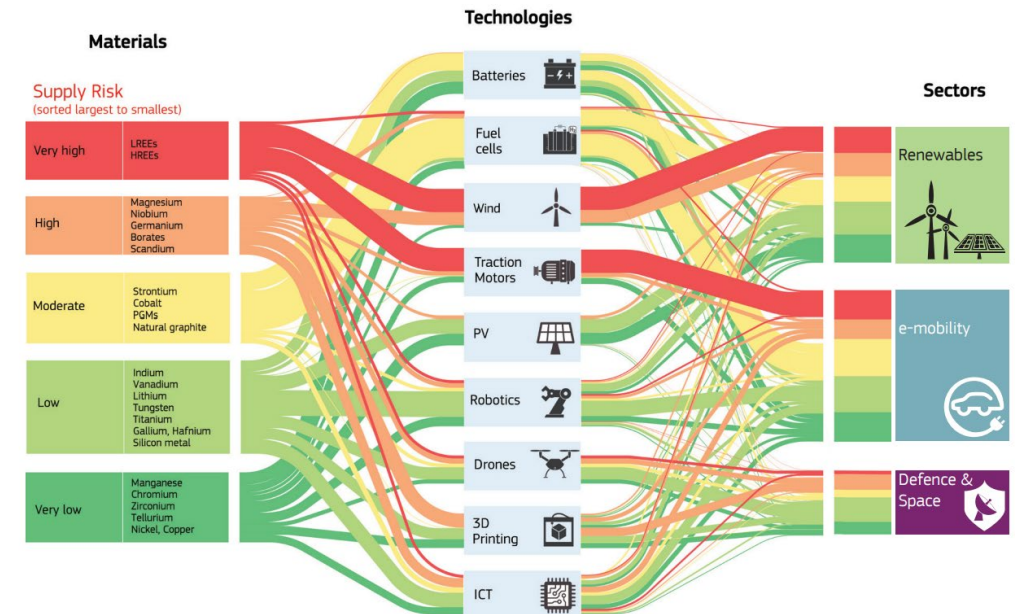 Technologies
Materials
Sectors
Supply Risk
(sorted largest to smallest)
Very high
LREEs
HREEs
High
Magnesium
Niobium
Germanium
Borates
Scandium
Moderate
Strontium
Cobalt
PGMs
Natural graphite
Low
Indium
Vanadium
Lithium
Tungsten
Titanium
Gallium, Hafnium
Silicon metal
Very low
Manganese
Chromium
Zirconium
Tellurium
Nickel, Copper
Batteries
Fuel
cells
Wind
Traction
Motors
PV
Robotics
Drones
3D
Printing
ICT
Renewables
e-mobility
Defence &
Space